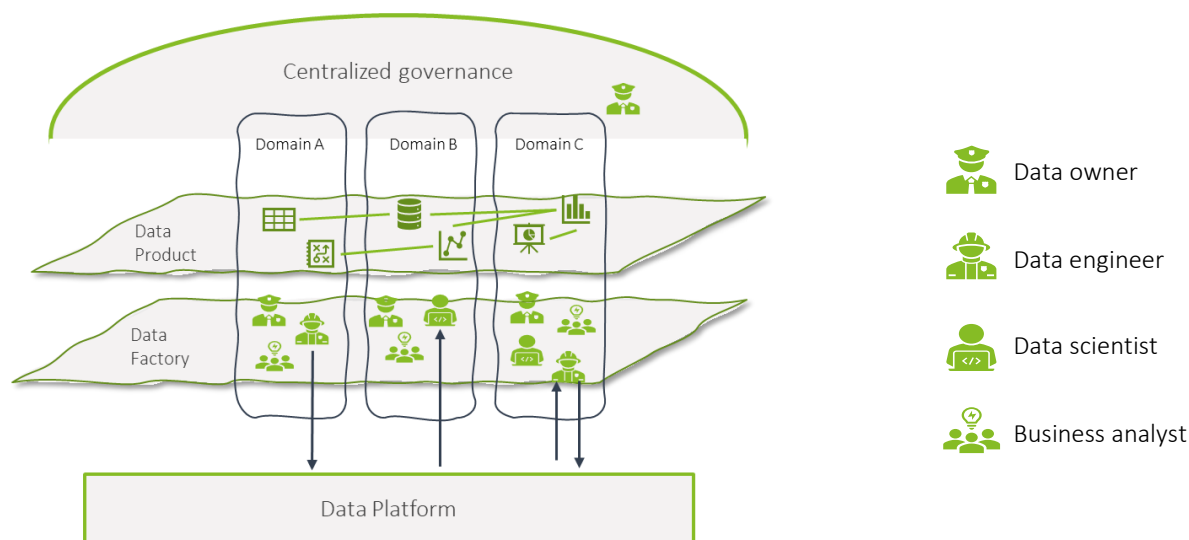 Centralized governance
Domain A
Domain B
Domain C
Data
Product
Data
Factory
Data Platform
Data owner
Data engineer
Data scientist
Business analyst